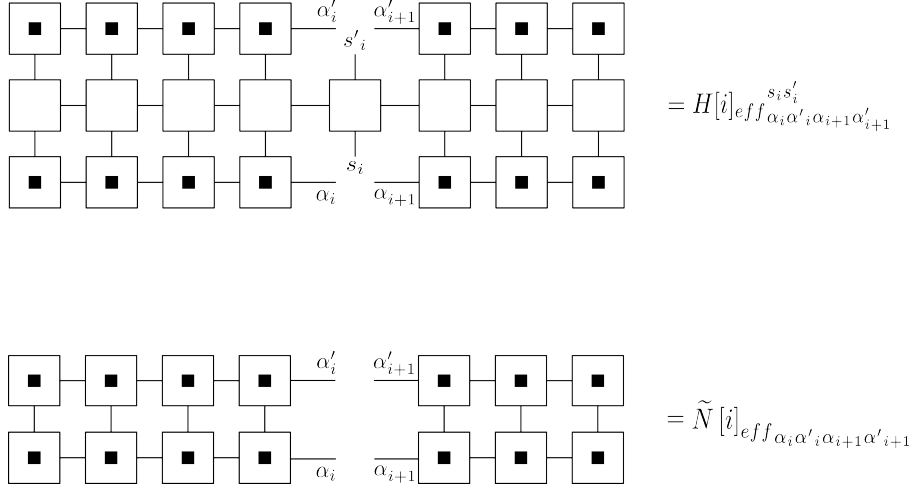 α′_i α′_{i+1}
s′_i
= H[i]_{eff}{}^{s_i s′_i}_{α_i α′_i α_{i+1} α′_{i+1}}
s_i
α_i α_{i+1}
α′_i α′_{i+1}
= Ñ [i]_{eff α_i α′_i α_{i+1} α′_{i+1}}
α_i α_{i+1}